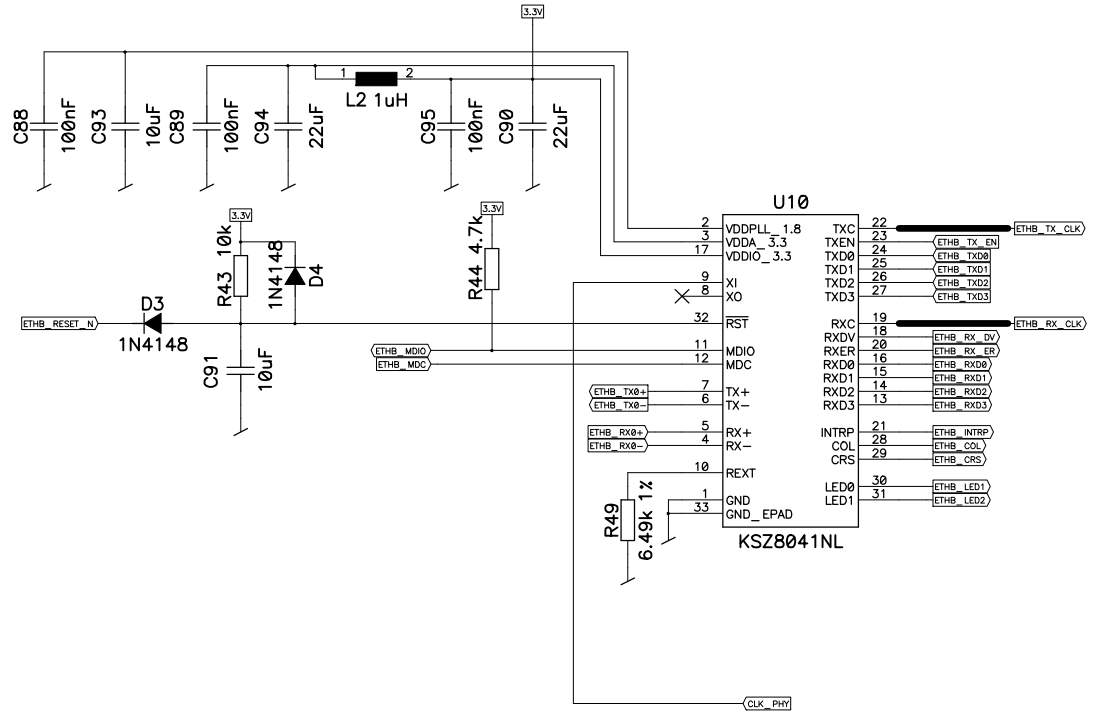 3.3V
1 2
L2 1uH
C88 100nF
C93 10uF
C89 100nF
C94 22uF
C95 100nF
C90 22uF
3.3V
R43 10k
1N4148 D4
D3
1N4148
ETHB_RESET_N
C91 10uF
3.3V
R44 4.7k
ETHB_MDIO
ETHB_MDC
ETHB_TX0+
ETHB_TX0-
ETHB_RX0+
ETHB_RX0-
R49 6.49k 1%
U10
2 VDDPLL_1.8
3 VDDA_3.3
17 VDDIO_3.3
9 XI
8 XO
32 RST
11 MDIO
12 MDC
7 TX+
6 TX-
5 RX+
4 RX-
10 REXT
1 GND
33 GND_EPAD
TXC 22 ETHB_TX_CLK
TXEN 23 ETHB_TX_EN
TXD0 24 ETHB_TXD0
TXD1 25 ETHB_TXD1
TXD2 26 ETHB_TXD2
TXD3 27 ETHB_TXD3
RXC 19 ETHB_RX_CLK
RXDV 18 ETHB_RX_DV
RXER 20 ETHB_RX_ER
RXD0 16 ETHB_RXD0
RXD1 15 ETHB_RXD1
RXD2 14 ETHB_RXD2
RXD3 13 ETHB_RXD3
INTRP 21 ETHB_INTRP
COL 28 ETHB_COL
CRS 29 ETHB_CRS
LED0 30 ETHB_LED1
LED1 31 ETHB_LED2
KSZ8041NL
CLK_PHY